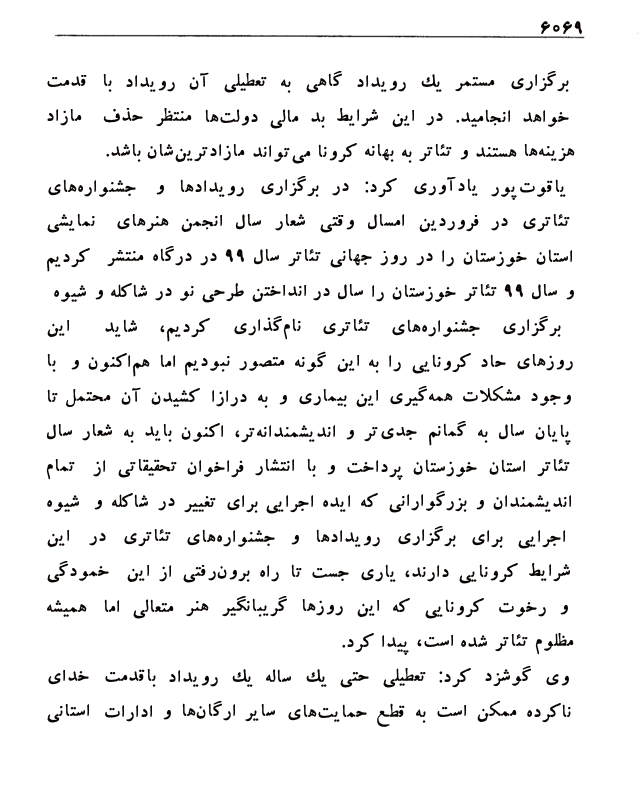 ۶۰۶۹
برگزاری مستمر یك رویداد گاهی به تعطیلی آن رویداد با قدمت
خواهد انجامید. در این شرایط بد مالی دولت‌ها منتظر حذف مازاد
هزینه‌ها هستند و تئاتر به بهانه کرونا می‌تواند مازادترین‌شان باشد.
یاقوت‌پور یادآوری کرد: در برگزاری رویدادها و جشنواره‌های
تئاتری در فروردین امسال وقتی شعار سال انجمن هنرهای نمایشی
استان خوزستان را در روز جهانی تئاتر سال ۹۹ در درگاه منتشر کردیم
و سال ۹۹ تئاتر خوزستان را سال در انداختن طرحی نو در شاکله و شیوه
برگزاری جشنواره‌های تئاتری نام‌گذاری کردیم، شاید این
روزهای حاد کرونایی را به این گونه متصور نبودیم اما هم‌اکنون و با
وجود مشکلات همه‌گیری این بیماری و به درازا کشیدن آن محتمل تا
پایان سال به گمانم جدی‌تر و اندیشمندانه‌تر، اکنون باید به شعار سال
تئاتر استان خوزستان پرداخت و با انتشار فراخوان تحقیقاتی از تمام
اندیشمندان و بزرگوارانی که ایده اجرایی برای تغییر در شاکله و شیوه
اجرایی برای برگزاری رویدادها و جشنواره‌های تئاتری در این
شرایط کرونایی دارند، یاری جست تا راه برون‌رفتی از این خمودگی
و رخوت کرونایی که این روزها گریبانگیر هنر متعالی اما همیشه
مظلوم تئاتر شده است، پیدا کرد.
وی گوشزد کرد: تعطیلی حتی یك ساله یك رویداد باقدمت خدای
ناکرده ممکن است به قطع حمایت‌های سایر ارگان‌ها و ادارات استانی